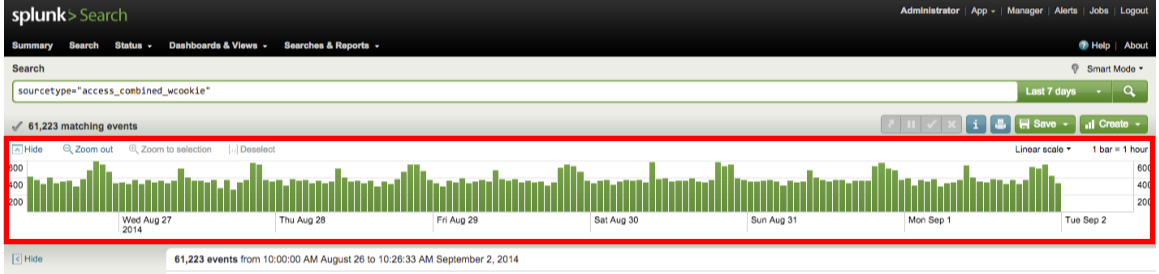 splunk>Search
Administrator | App | Manager | Alerts | Jobs | Logout
Summary Search Status Dashboards & Views Searches & Reports
Help | About
Search
Smart Mode
sourcetype="access_combined_wcookie"
Last 7 days
61,223 matching events
Save
Create
Hide Zoom out Zoom to selection Deselect
Linear scale 1 bar = 1 hour
600 600
400 400
200 200
Wed Aug 27 Thu Aug 28 Fri Aug 29 Sat Aug 30 Sun Aug 31 Mon Sep 1 Tue Sep 2
2014
Hide
61,223 events from 10:00:00 AM August 26 to 10:26:33 AM September 2, 2014